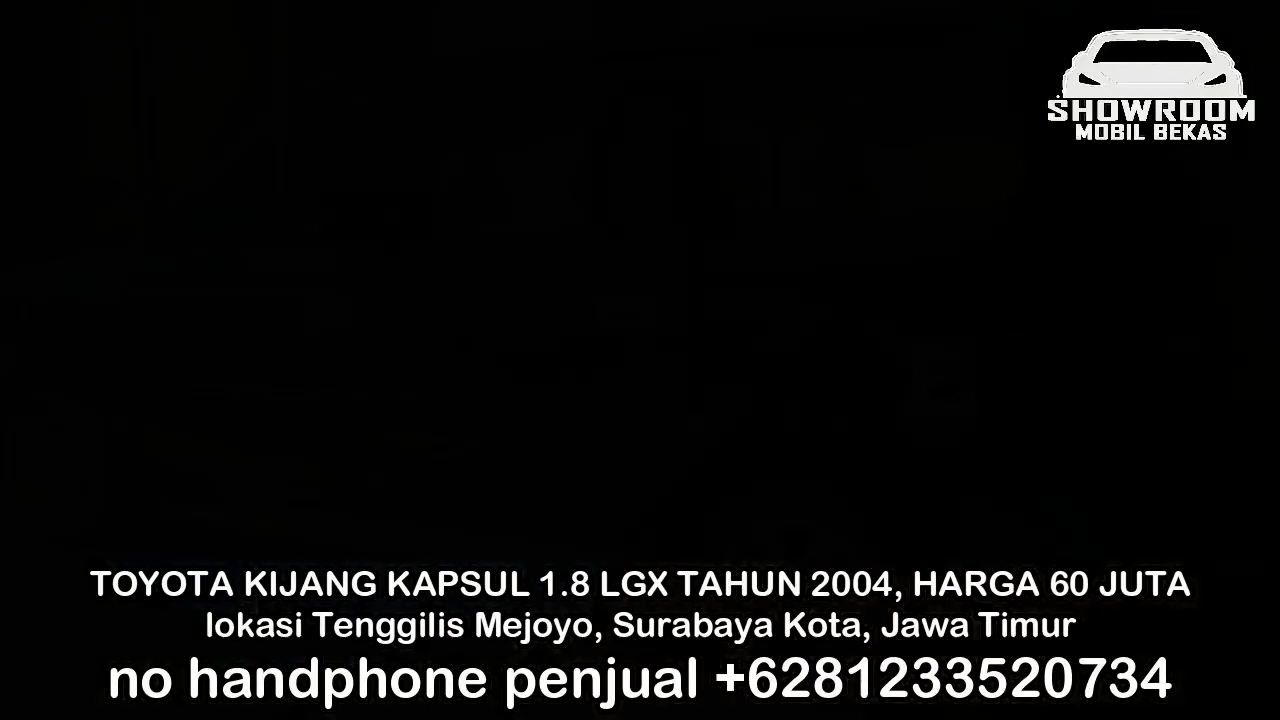 SHOWROOM
MOBIL BEKAS
TOYOTA KIJANG KAPSUL 1.8 LGX TAHUN 2004, HARGA 60 JUTA
lokasi Tenggilis Mejoyo, Surabaya Kota, Jawa Timur
no handphone penjual +6281233520734